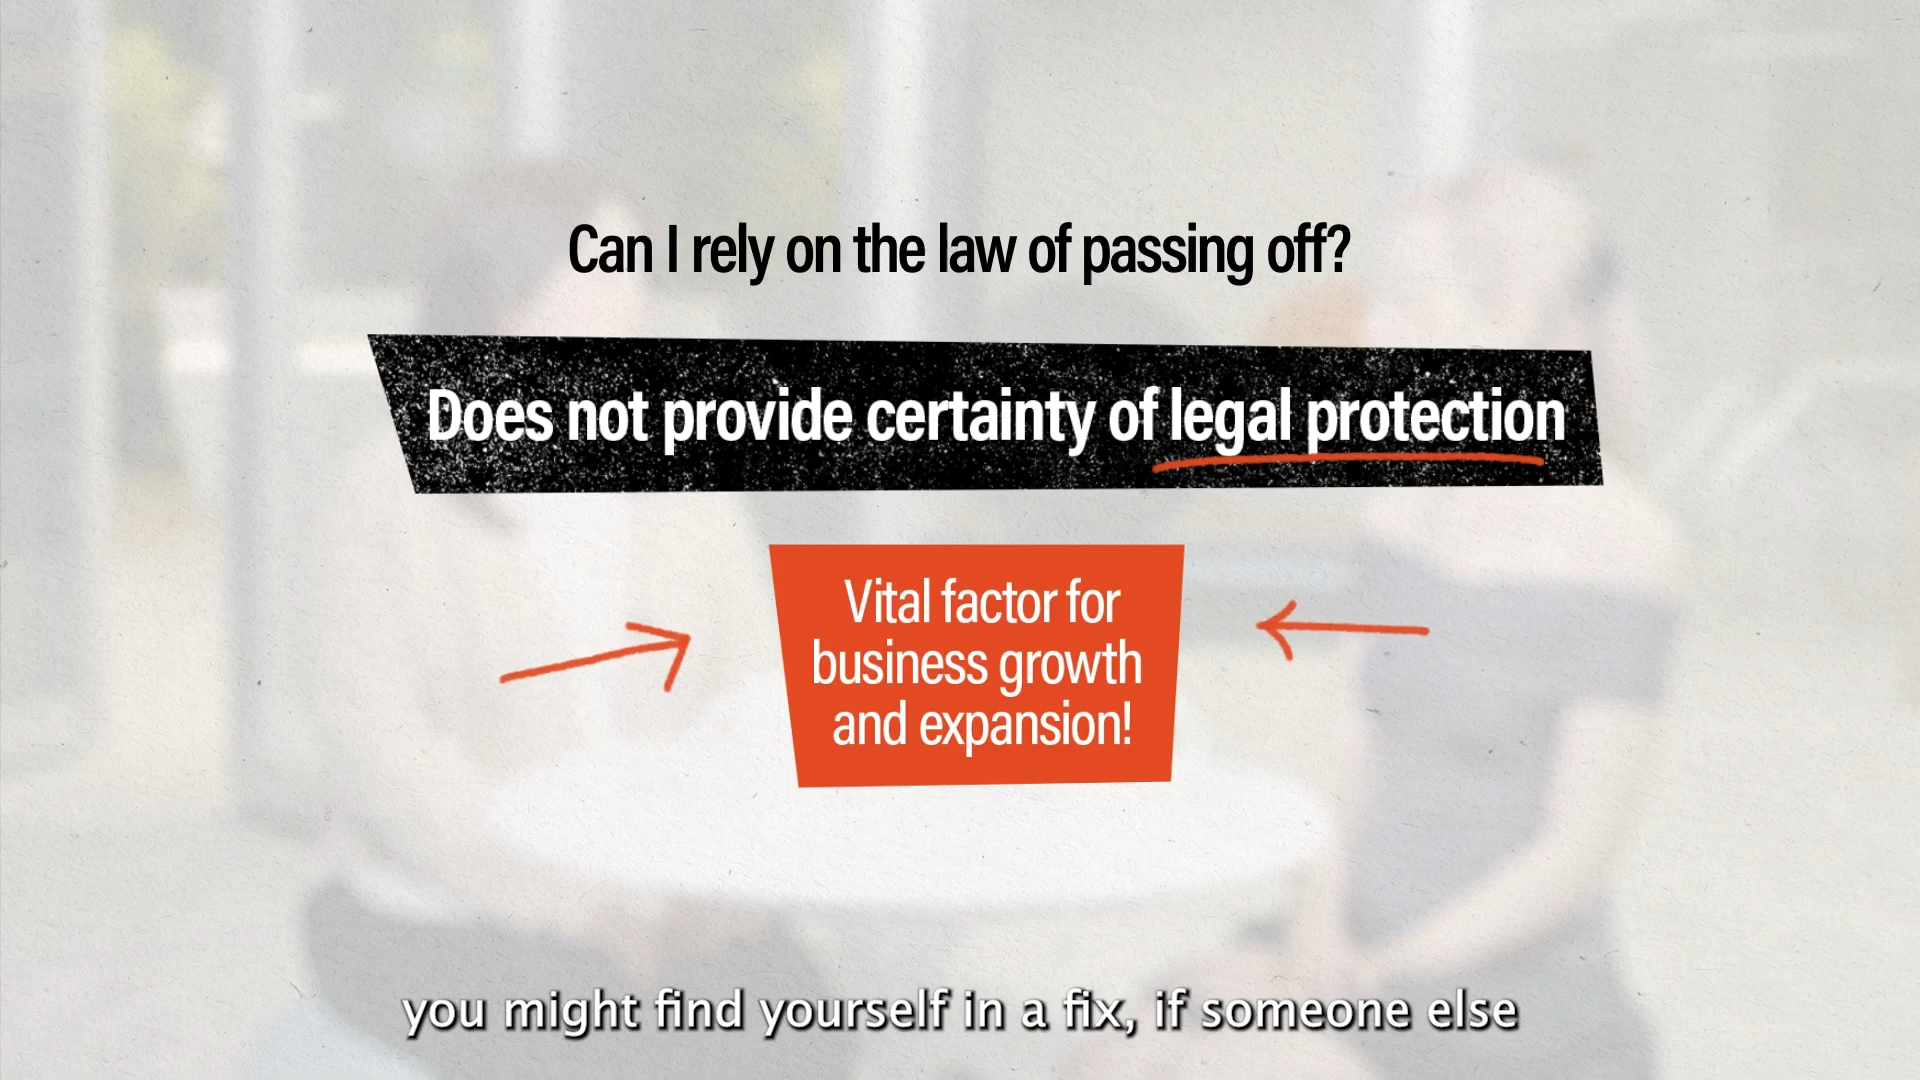 Can I rely on the law of passing off?
Does not provide certainty of legal protection
Vital factor for
business growth
and expansion!
you might find yourself in a fix, if someone else